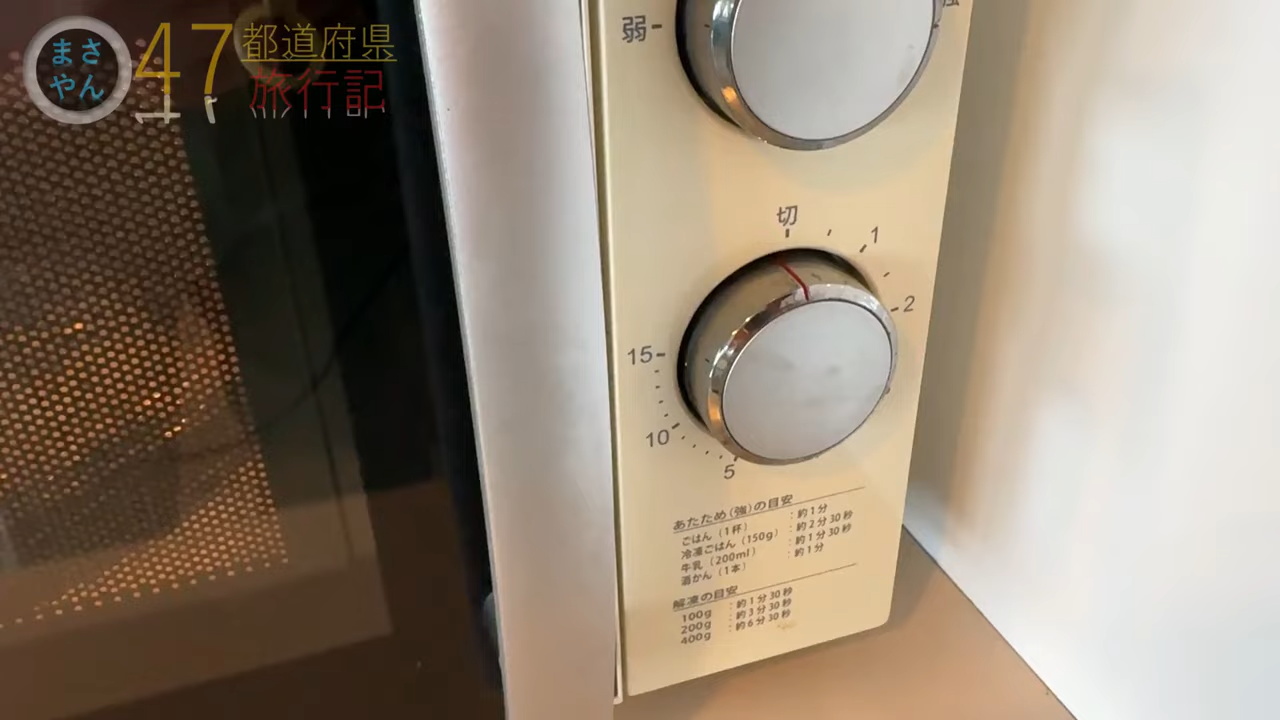 まさ
やん
47
都道府県
旅行記
弱
切
1
2
15
10
5
あたため(強)の目安
ごはん(1杯) : 約1分
冷凍ごはん(150g) : 約2分30秒
牛乳(200ml) : 約1分30秒
酒かん(1本) : 約1分
解凍の目安
100g : 約1分30秒
200g : 約3分30秒
400g : 約6分30秒